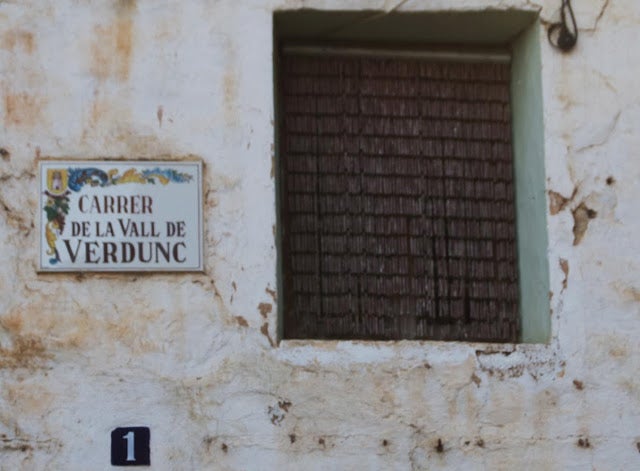 CARRER
DE LA VALL DE
VERDUNC
1